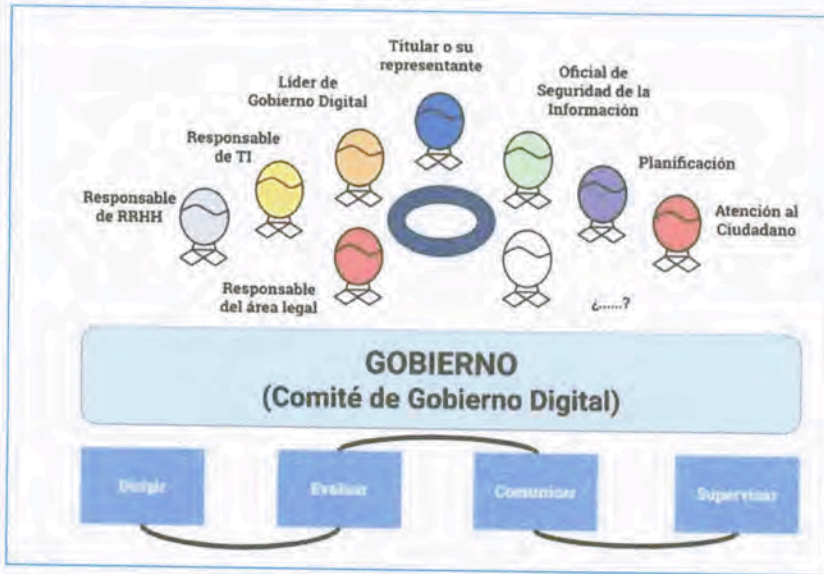 Titular o su
representante
Líder de
Gobierno Digital
Oficial de
Seguridad de la
Información
Responsable
de TI
Planificación
Responsable
de RRHH
Atención al
Ciudadano
Responsable
del área legal
¿......?
GOBIERNO
(Comité de Gobierno Digital)
Dirigir
Evaluar
Comunicar
Supervisar